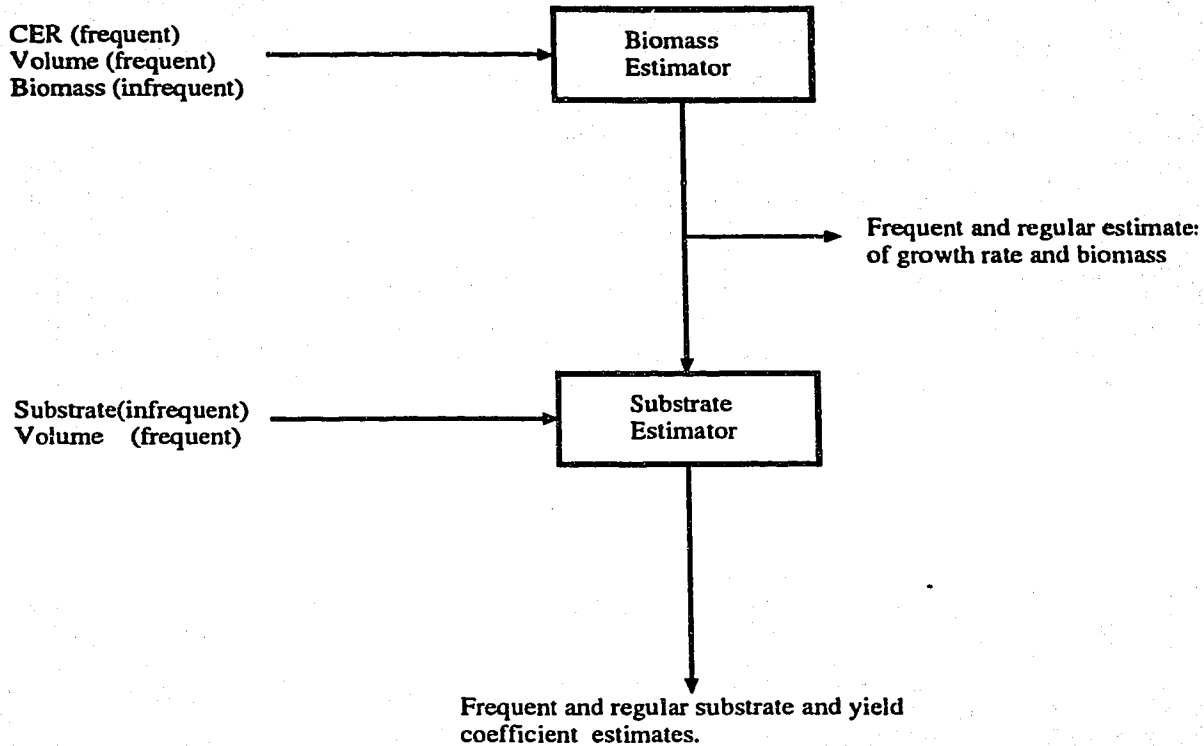 CER (frequent)
Volume (frequent)
Biomass (infrequent)
Biomass
Estimator
Frequent and regular estimate:
of growth rate and biomass
Substrate(infrequent)
Volume (frequent)
Substrate
Estimator
Frequent and regular substrate and yield
coefficient estimates.